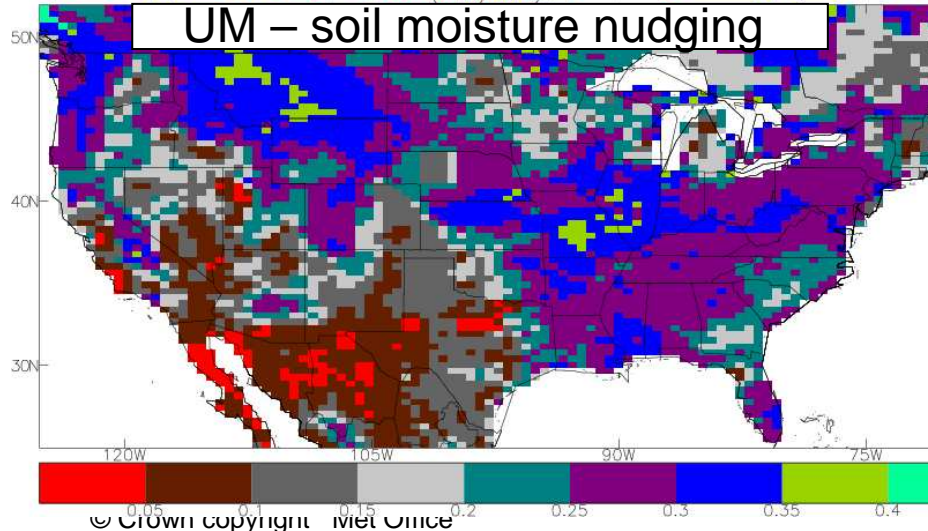 UM – soil moisture nudging
50N
40N
30N
120W 105W 90W 75W
0.05 0.1 0.15 0.2 0.25 0.3 0.35 0.4
© Crown copyright Met Office